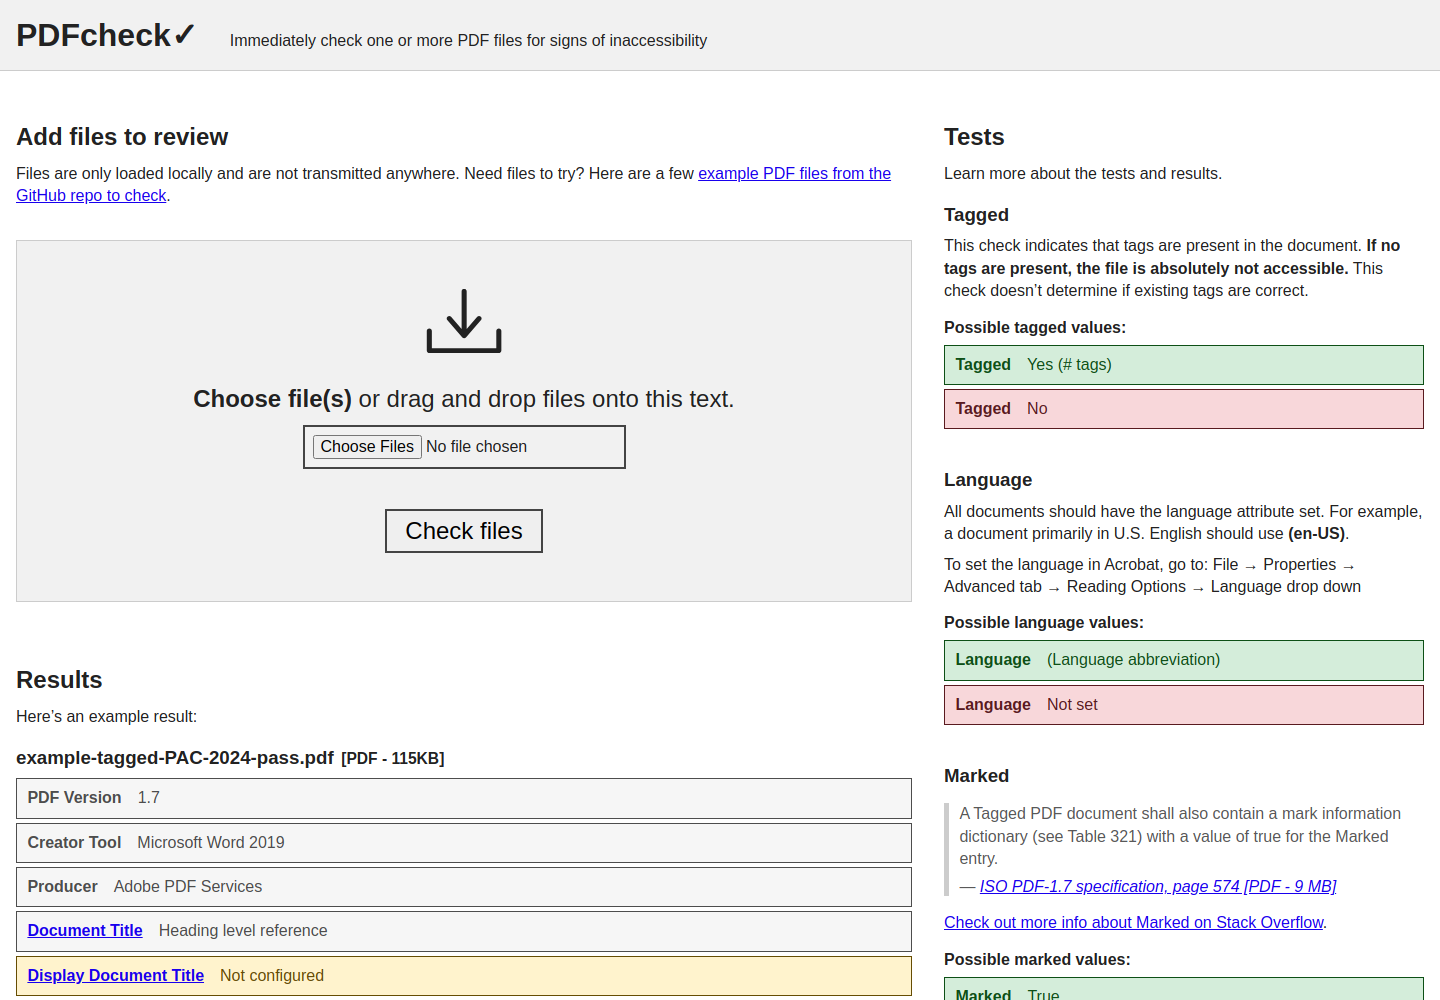 PDFcheck✓
Immediately check one or more PDF files for signs of inaccessibility
Add files to review
Files are only loaded locally and are not transmitted anywhere. Need files to try? Here are a few example PDF files from the
GitHub repo to check.
Choose file(s) or drag and drop files onto this text.
Choose Files No file chosen
Check files
Results
Here’s an example result:
example-tagged-PAC-2024-pass.pdf [PDF - 115KB]
PDF Version 1.7
Creator Tool Microsoft Word 2019
Producer Adobe PDF Services
Document Title Heading level reference
Display Document Title Not configured
Tests
Learn more about the tests and results.
Tagged
This check indicates that tags are present in the document. If no
tags are present, the file is absolutely not accessible. This
check doesn’t determine if existing tags are correct.
Possible tagged values:
Tagged Yes (# tags)
Tagged No
Language
All documents should have the language attribute set. For example,
a document primarily in U.S. English should use (en-US).
To set the language in Acrobat, go to: File → Properties →
Advanced tab → Reading Options → Language drop down
Possible language values:
Language (Language abbreviation)
Language Not set
Marked
A Tagged PDF document shall also contain a mark information
dictionary (see Table 321) with a value of true for the Marked
entry.
— ISO PDF-1.7 specification, page 574 [PDF - 9 MB]
Check out more info about Marked on Stack Overflow.
Possible marked values:
Marked True